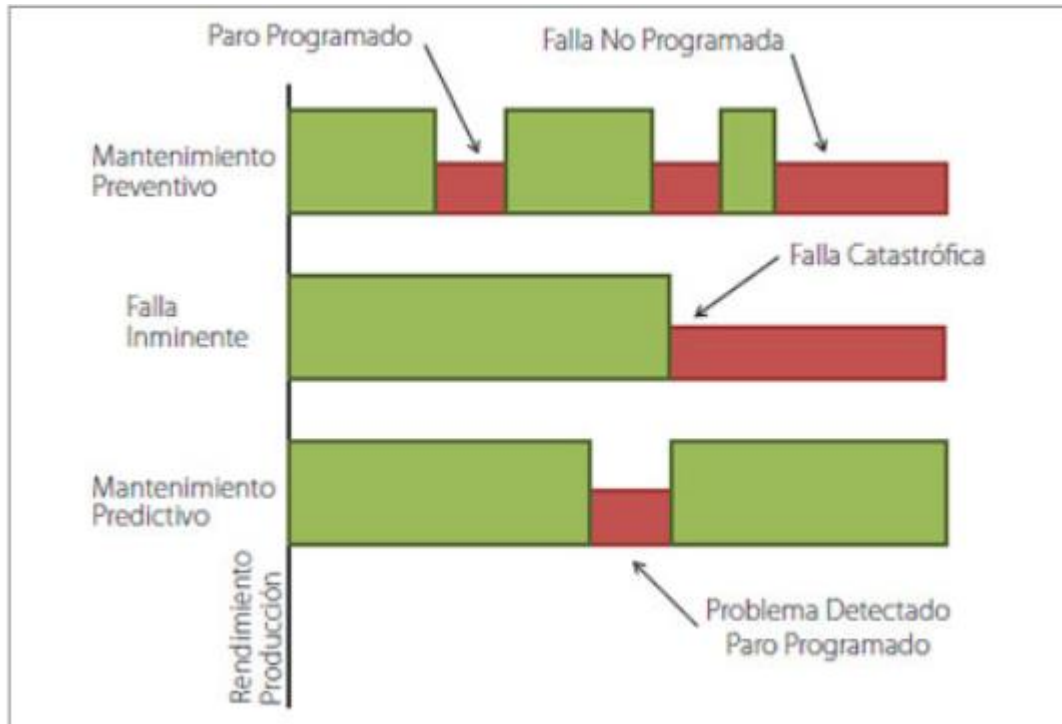 Paro Programado
Falla No Programada
Mantenimiento
Preventivo
Falla Catastrófica
Falla
Inminente
Mantenimiento
Predictivo
Rendimiento
Producción
Problema Detectado
Paro Programado